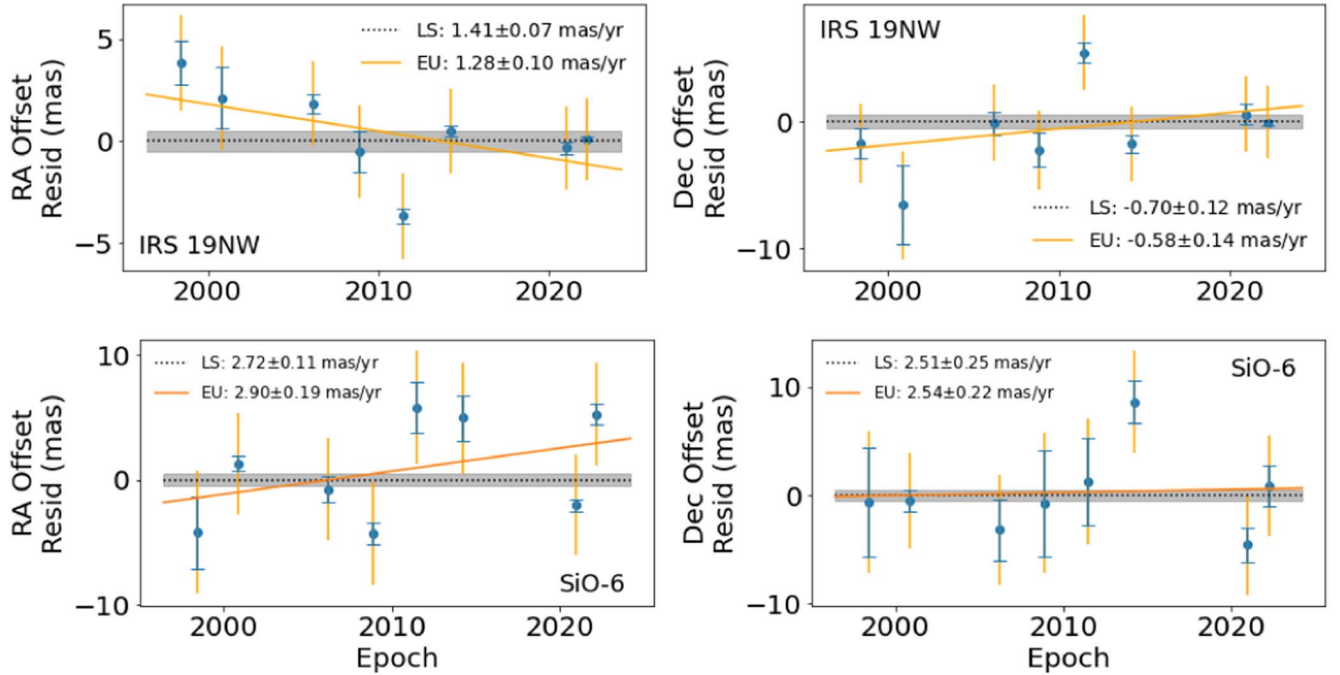 RA Offset
Resid (mas)
5
0
−5
LS: 1.41±0.07 mas/yr
EU: 1.28±0.10 mas/yr
IRS 19NW
2000
2010
2020
Dec Offset
Resid (mas)
0
−10
IRS 19NW
LS: -0.70±0.12 mas/yr
EU: -0.58±0.14 mas/yr
2000
2010
2020
RA Offset
Resid (mas)
10
0
−10
LS: 2.72±0.11 mas/yr
EU: 2.90±0.19 mas/yr
SiO-6
2000
2010
2020
Epoch
Dec Offset
Resid (mas)
10
0
−10
LS: 2.51±0.25 mas/yr
EU: 2.54±0.22 mas/yr
SiO-6
2000
2010
2020
Epoch